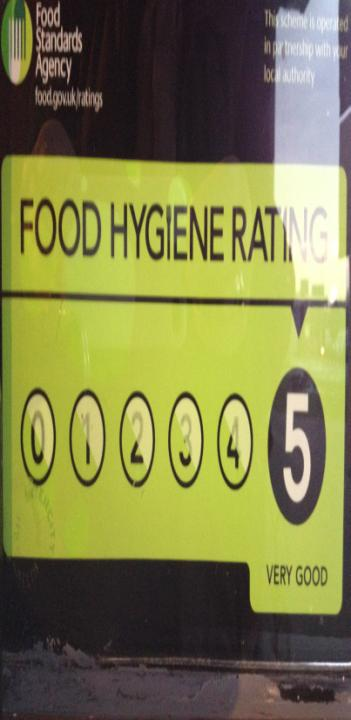 Food
Standards
Agency
food.gov.uk/ratings
This scheme is operated
in partnership with your
local authority
FOOD HYGIENE RATING
0 1 2 3 4 5
VERY GOOD